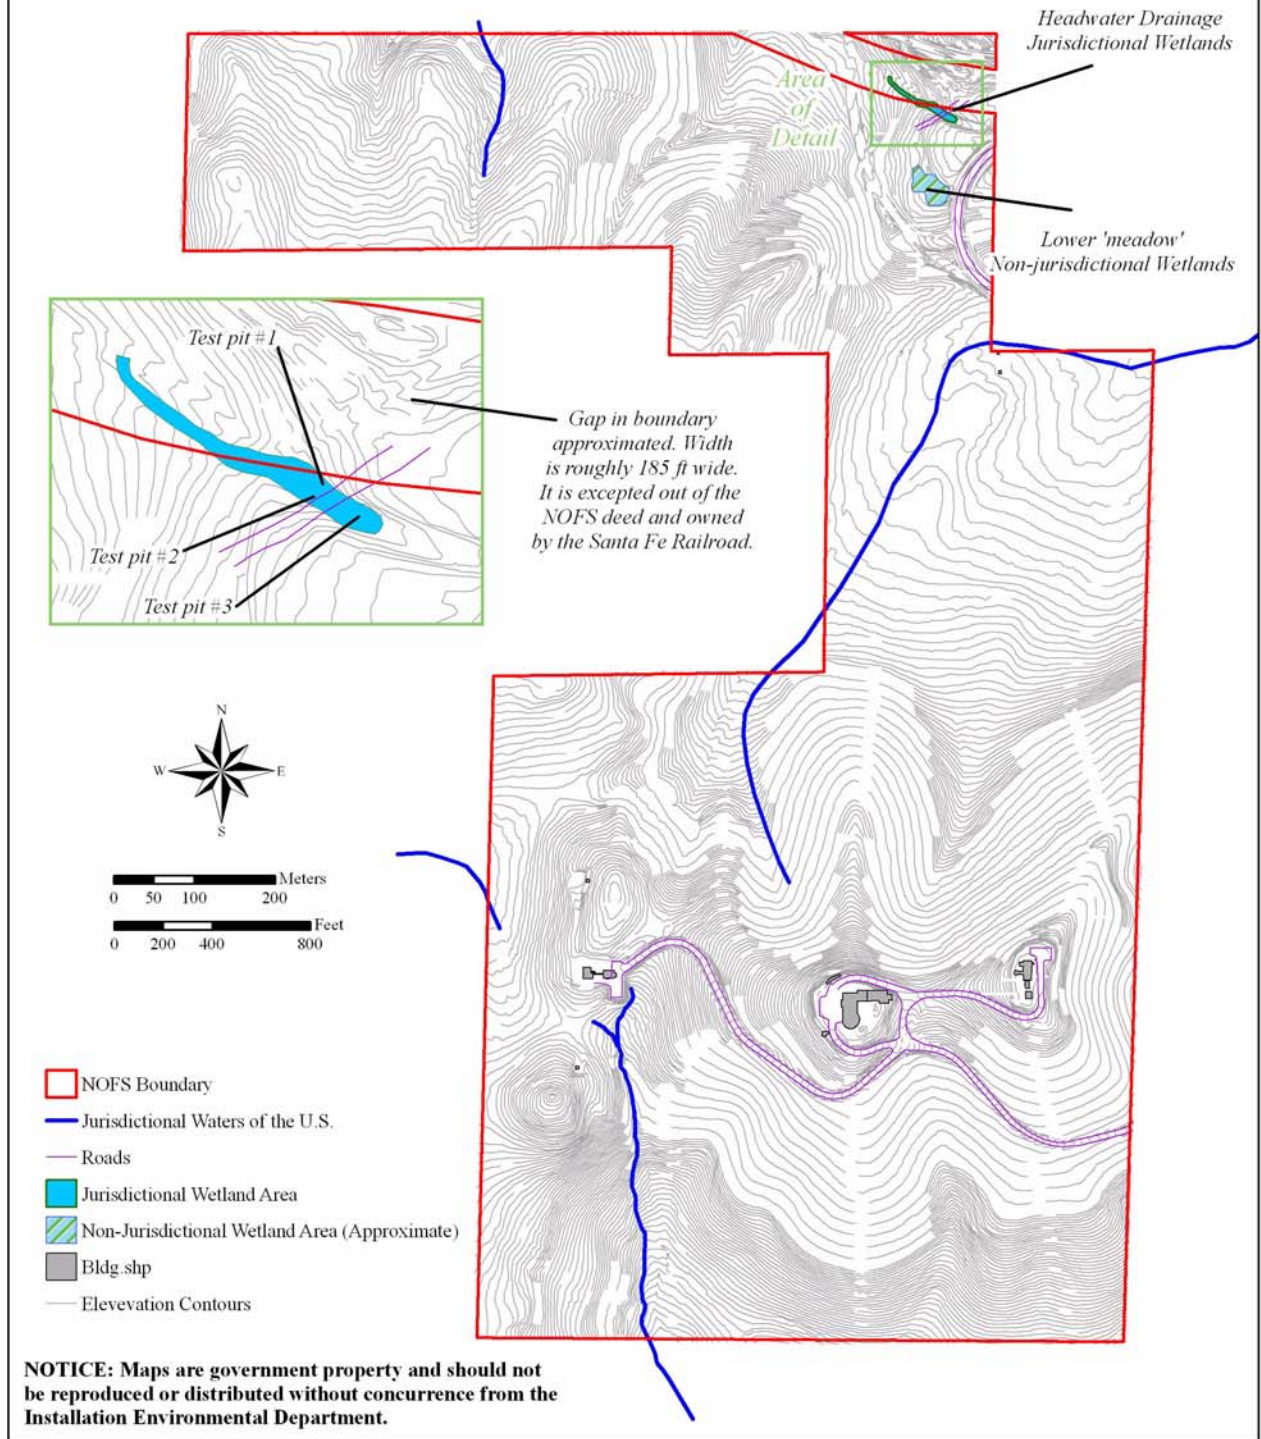 Headwater Drainage
Jurisdictional Wetlands
Area
of
Detail
Lower 'meadow'
Non-jurisdictional Wetlands
Test pit #1
Gap in boundary
approximated. Width
is roughly 185 ft wide.
It is excepted out of the
NOFS deed and owned
by the Santa Fe Railroad.
Test pit #2
Test pit #3
N
W E
S
Meters
0 50 100 200
Feet
0 200 400 800
NOFS Boundary
Jurisdictional Waters of the U.S.
Roads
Jurisdictional Wetland Area
Non-Jurisdictional Wetland Area (Approximate)
Bldg.shp
Elevevation Contours
NOTICE: Maps are government property and should not
be reproduced or distributed without concurrence from the
Installation Environmental Department.